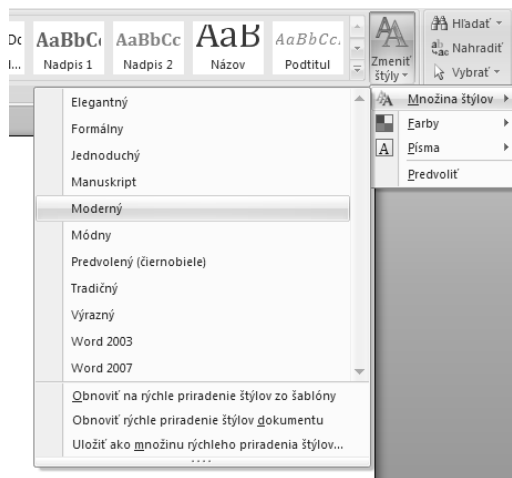 Dc AaBbCc AaBbCc AaB AaBbCc.
l... Nadpis 1 Nadpis 2 Názov Podtitul
Zmeniť štýly
Hľadať
Nahradiť
Vybrať
Množina štýlov
Farby
Písma
Predvoliť
Elegantný
Formálny
Jednoduchý
Manuskript
Moderný
Módny
Predvolený (čiernobiele)
Tradičný
Výrazný
Word 2003
Word 2007
Obnoviť na rýchle priradenie štýlov zo šablóny
Obnoviť rýchle priradenie štýlov dokumentu
Uložiť ako množinu rýchleho priradenia štýlov...